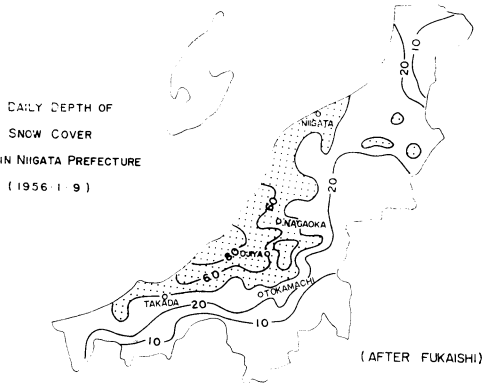 DAILY DEPTH OF
SNOW COVER
IN NIIGATA PREFECTURE
(1956·1·9)
10
20
NIIGATA
20
60
NAGAOKA
80
OJIYA
60
TOKAMACHI
TAKADA
20
10
10
(AFTER FUKAISHI)